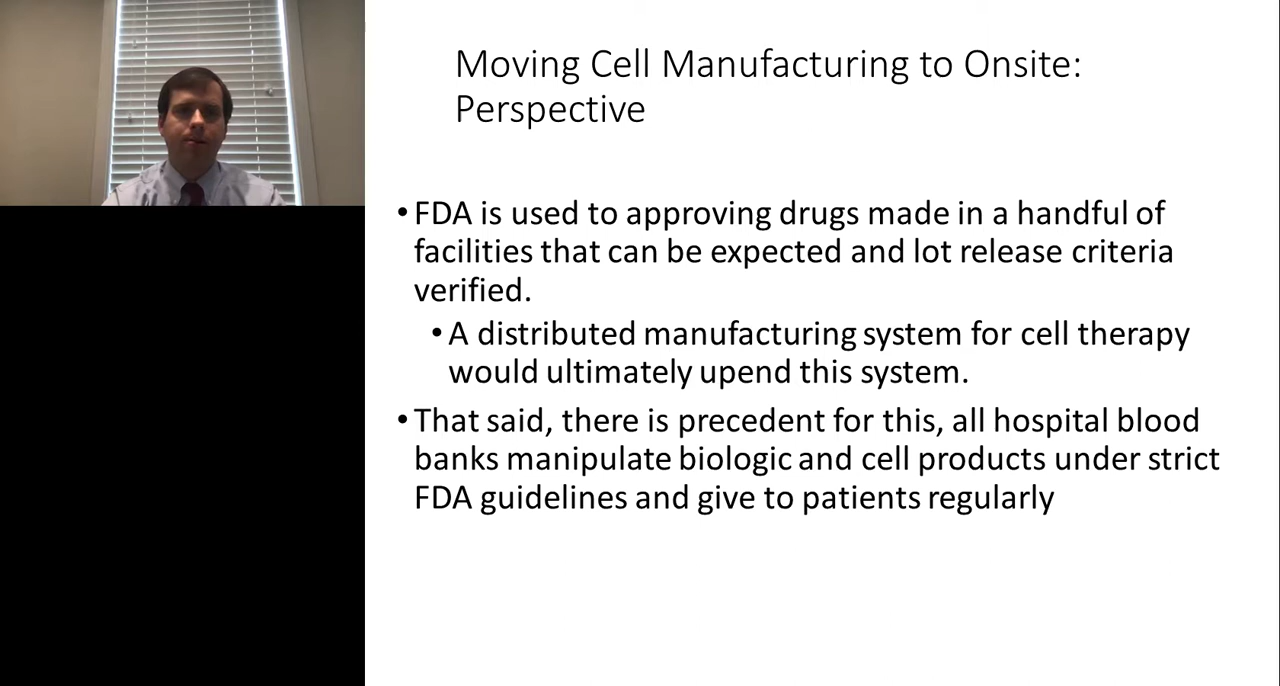 Moving Cell Manufacturing to Onsite:
Perspective
•FDA is used to approving drugs made in a handful of
facilities that can be expected and lot release criteria
verified.
•A distributed manufacturing system for cell therapy
would ultimately upend this system.
•That said, there is precedent for this, all hospital blood
banks manipulate biologic and cell products under strict
FDA guidelines and give to patients regularly